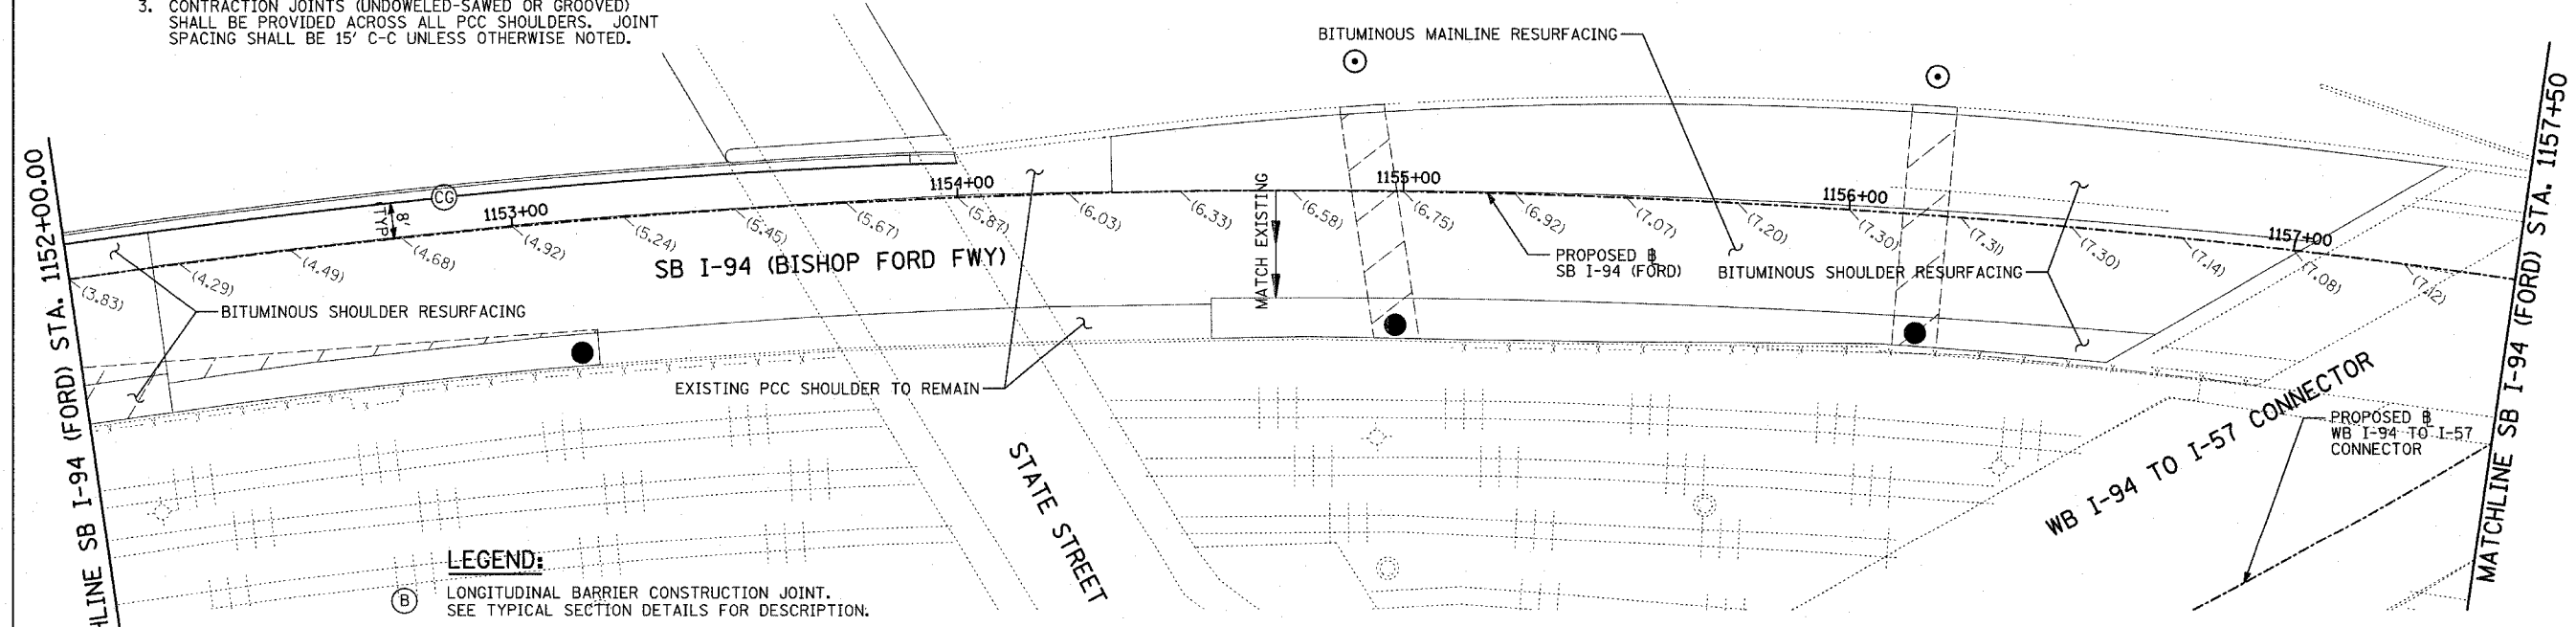 3. CONTRACTION JOINTS (UNDOWELED-SAWED OR GROOVED)
SHALL BE PROVIDED ACROSS ALL PCC SHOULDERS. JOINT
SPACING SHALL BE 15' C-C UNLESS OTHERWISE NOTED.
BITUMINOUS MAINLINE RESURFACING
MATCHLINE SB I-94 (FORD) STA. 1157+50
HLINE SB I-94 (FORD) STA. 1152+00.00
CG
8'
TYP
1153+00
1154+00
1155+00
1156+00
1157+00
(3.83)
(4.29)
(4.49)
(4.68)
(4.92)
(5.24)
(5.45)
(5.67)
(5.87)
(6.03)
(6.33)
(6.58)
(6.75)
(6.92)
(7.07)
(7.20)
(7.30)
(7.31)
(7.30)
(7.14)
(7.08)
(7.12)
MATCH EXISTING
SB I-94 (BISHOP FORD FWY)
PROPOSED B
SB I-94 (FORD)
BITUMINOUS SHOULDER RESURFACING
BITUMINOUS SHOULDER RESURFACING
EXISTING PCC SHOULDER TO REMAIN
STATE STREET
WB I-94 TO I-57 CONNECTOR
PROPOSED B
WB I-94 TO I-57
CONNECTOR
LEGEND:
B LONGITUDINAL BARRIER CONSTRUCTION JOINT.
SEE TYPICAL SECTION DETAILS FOR DESCRIPTION.